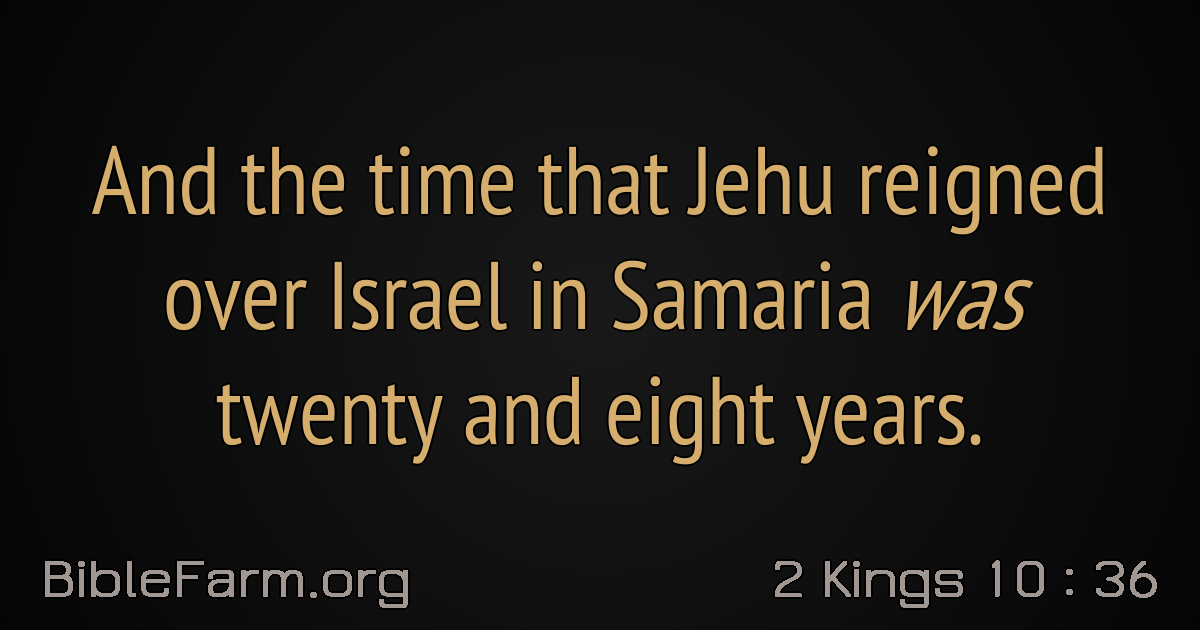 And the time that Jehu reigned
over Israel in Samaria was
twenty and eight years.
BibleFarm.org
2 Kings 10 : 36